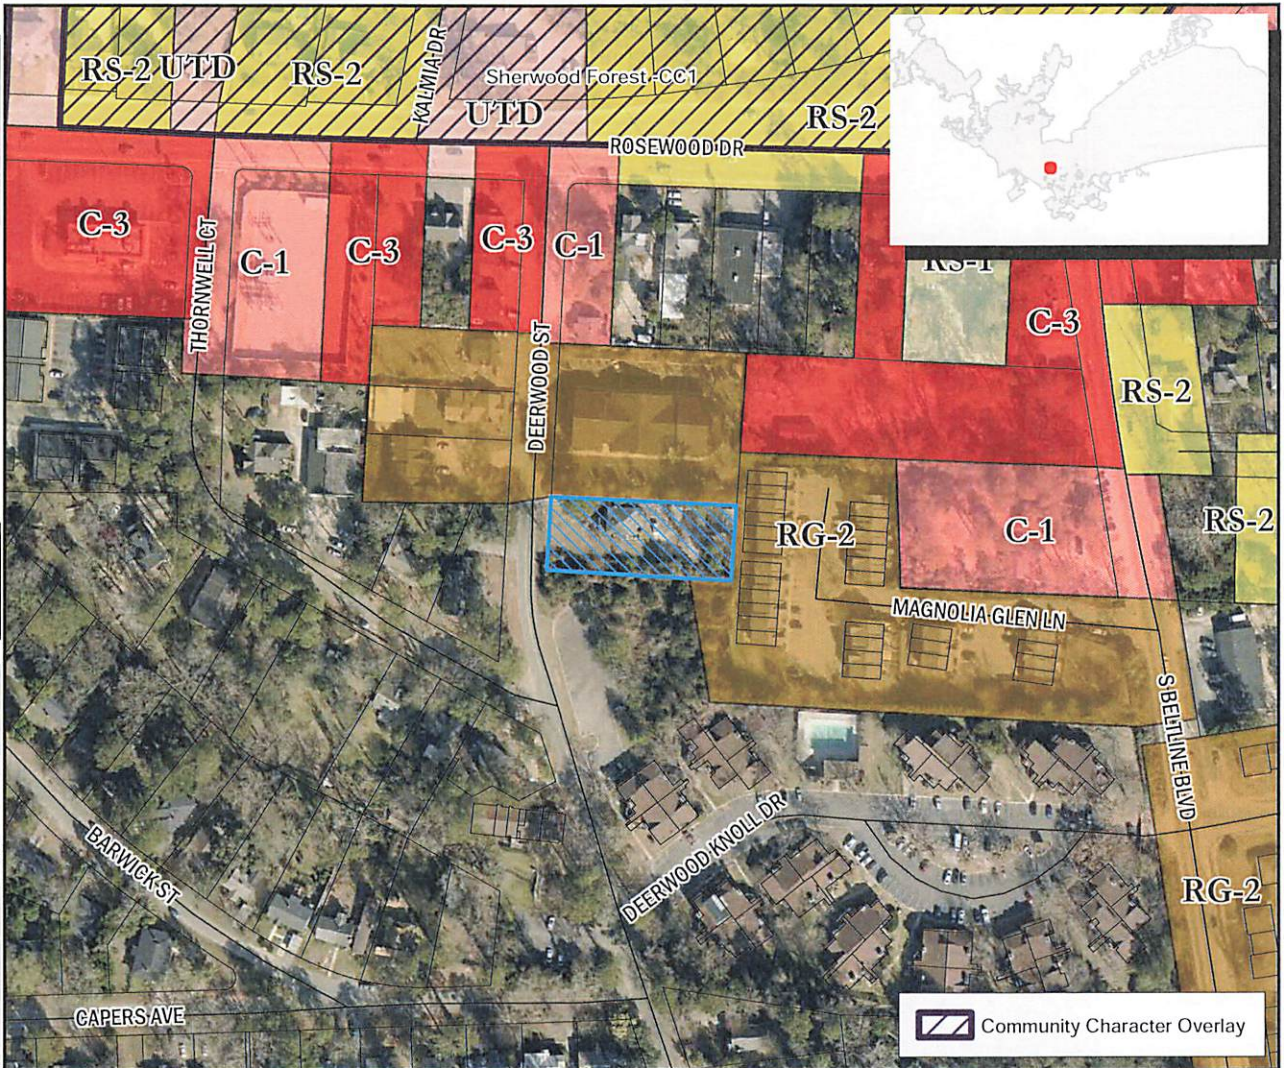 RS-2 UTD RS-2
KALMIA DR
Sherwood Forest -CC1
UTD
RS-2
ROSEWOOD DR
C-3
THORNWELL CT
C-1
C-3
C-3
C-1
DEERWOOD ST
RS-1
C-3
RS-2
RS-2
RG-2
C-1
MAGNOLIA GLEN LN
S BELTLINE BLVD
DEERWOOD KNOLL DR
BARWICK ST
RG-2
CAPERS AVE
Community Character Overlay